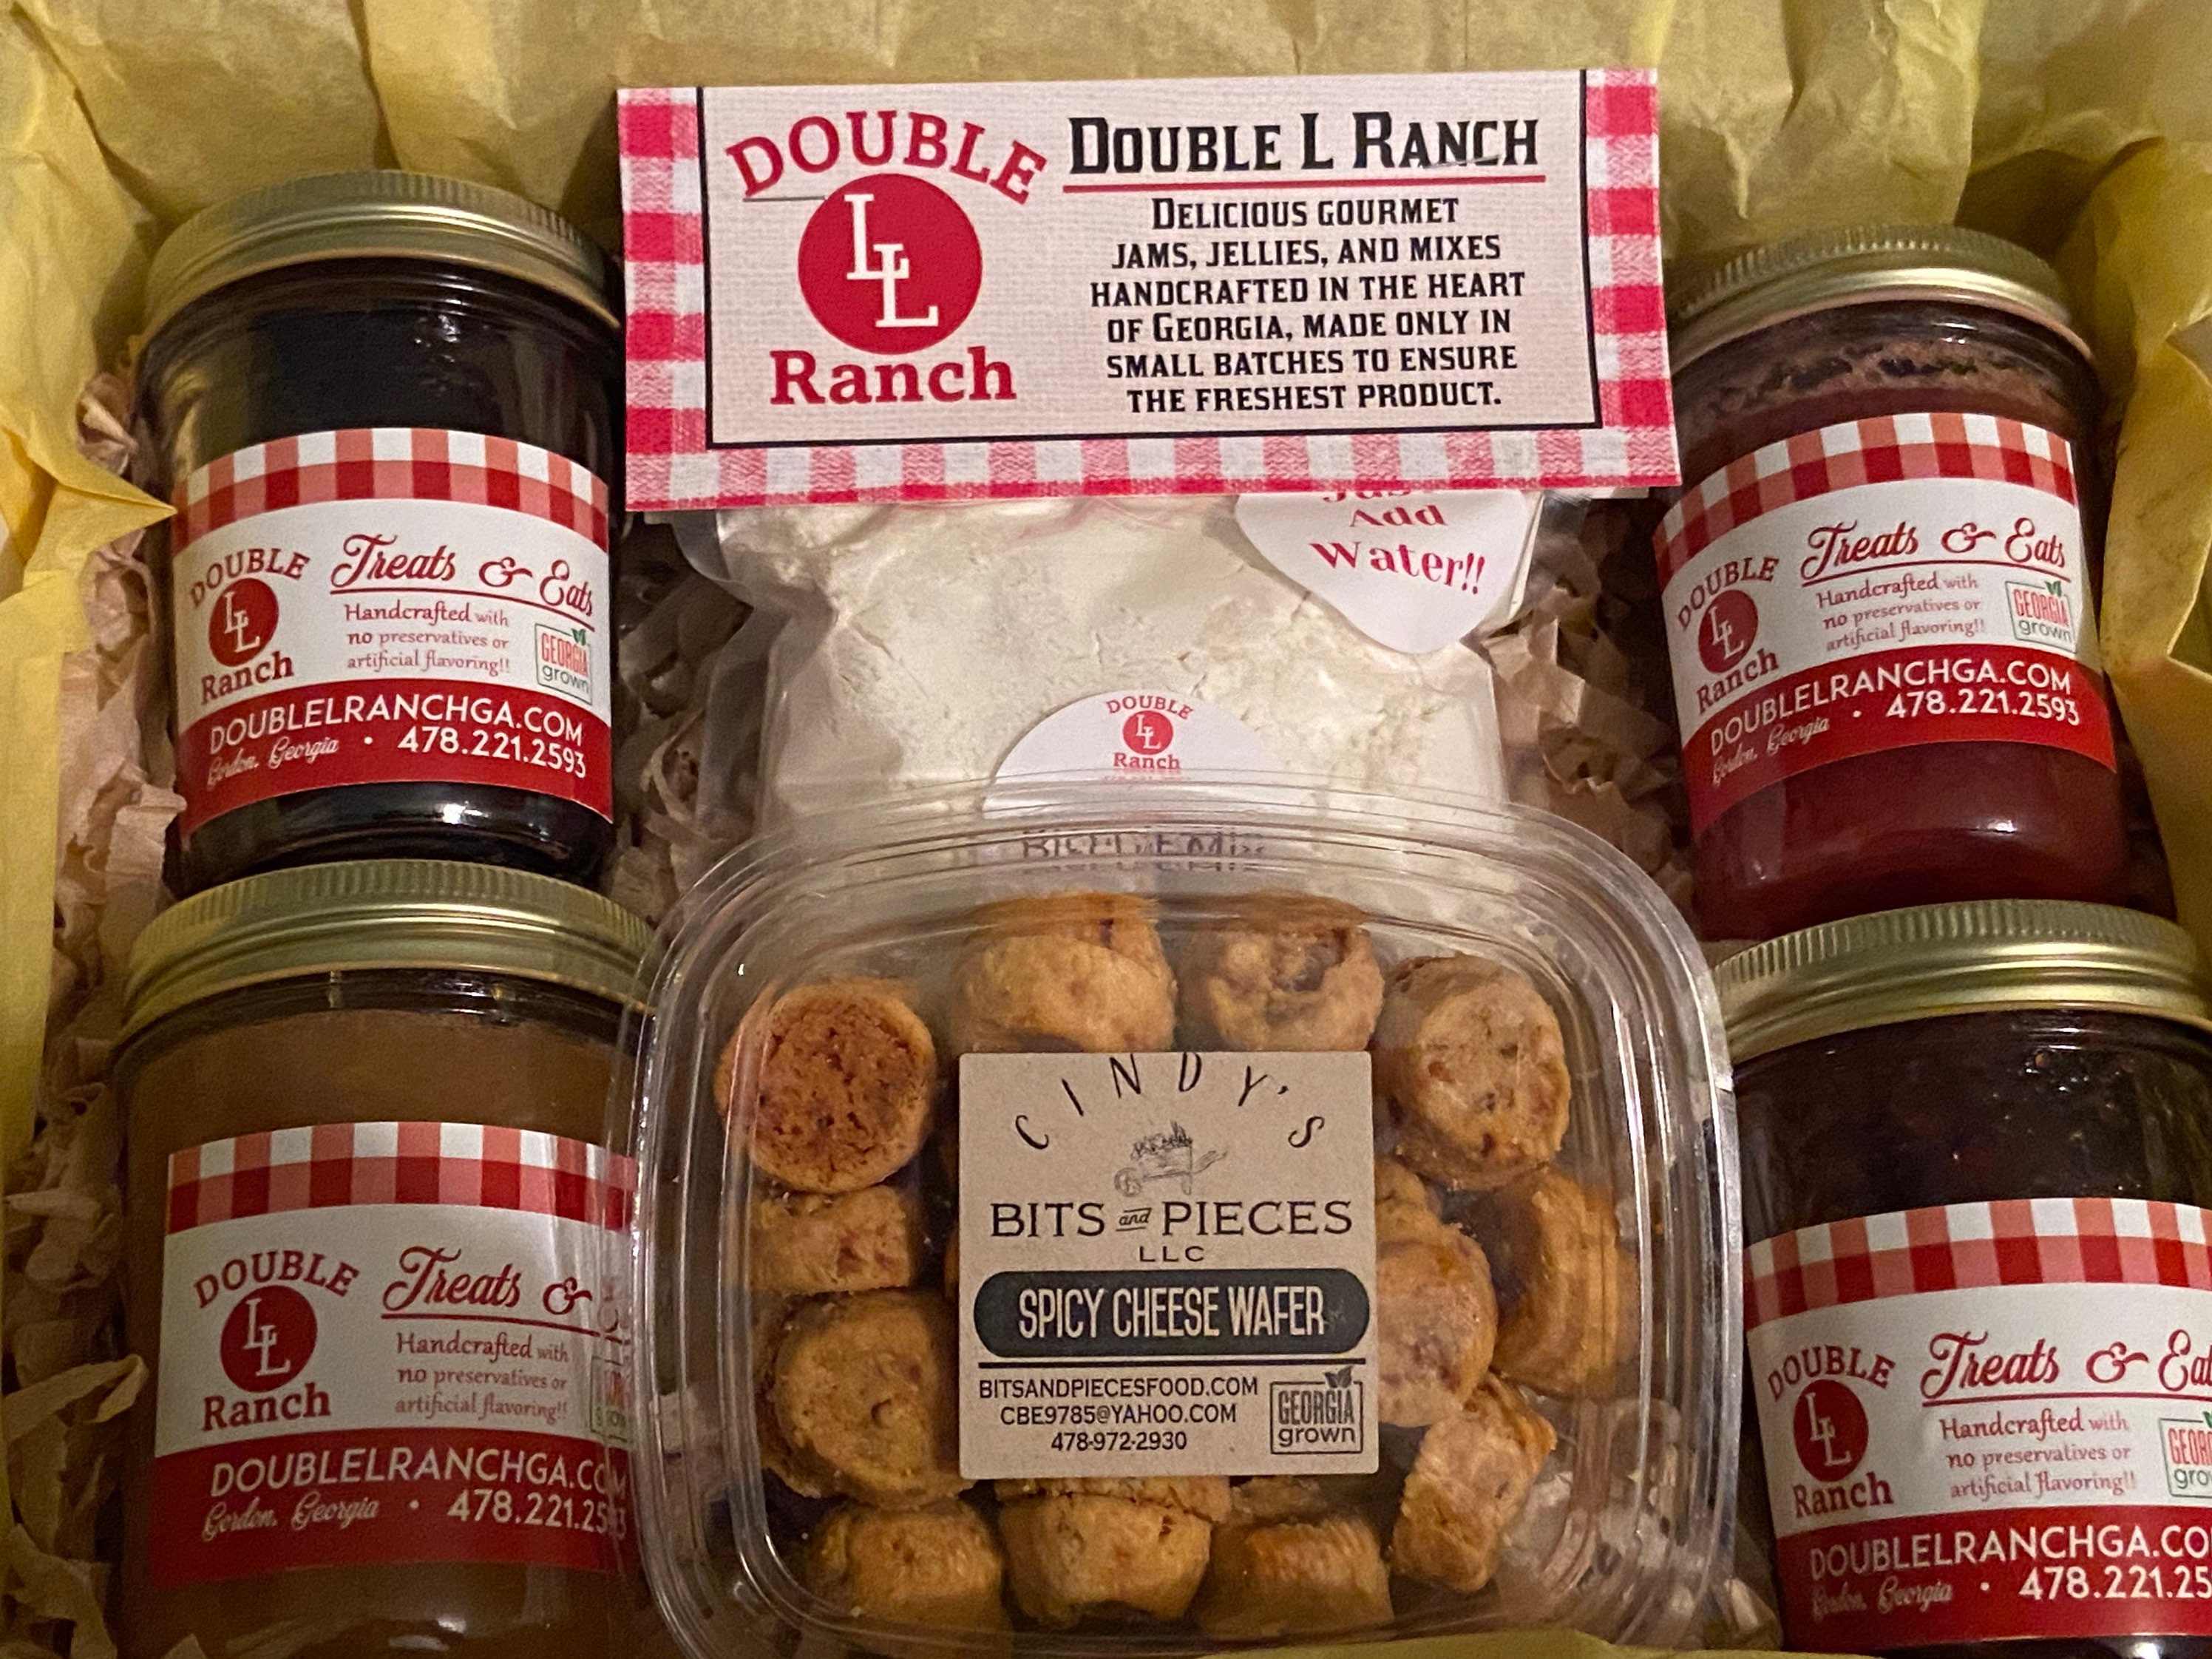 DOUBLE
LL
Ranch
DOUBLE L RANCH
DELICIOUS GOURMET
JAMS, JELLIES, AND MIXES
HANDCRAFTED IN THE HEART
OF GEORGIA, MADE ONLY IN
SMALL BATCHES TO ENSURE
THE FRESHEST PRODUCT.
Just
Add
Water!!
DOUBLE
LL
Ranch
DOUBLE
LL
Ranch
Treats & Eats
Handcrafted with
no preservatives or
artificial flavoring!!
GEORGIA
grown
DOUBLELRANCHGA.COM
Gordon, Georgia • 478.221.2593
DOUBLE
LL
Ranch
Treats & Eats
Handcrafted with
no preservatives or
artificial flavoring!!
GEORGIA
grown
DOUBLELRANCHGA.COM
Gordon, Georgia • 478.221.2593
DOUBLE
LL
Ranch
Treats &
Handcrafted with
no preservatives or
artificial flavoring!!
DOUBLELRANCHGA.COM
Gordon, Georgia • 478.221.2593
CINDY'S
BITS and PIECES
LLC
SPICY CHEESE WAFER
BITSANDPIECESFOOD.COM
CBE9785@YAHOO.COM
478-972-2930
GEORGIA
grown
DOUBLE
LL
Ranch
Treats & Eat
Handcrafted with
no preservatives or
artificial flavoring!!
GEOR
gro
DOUBLELRANCHGA.CO
Gordon, Georgia • 478.221.25